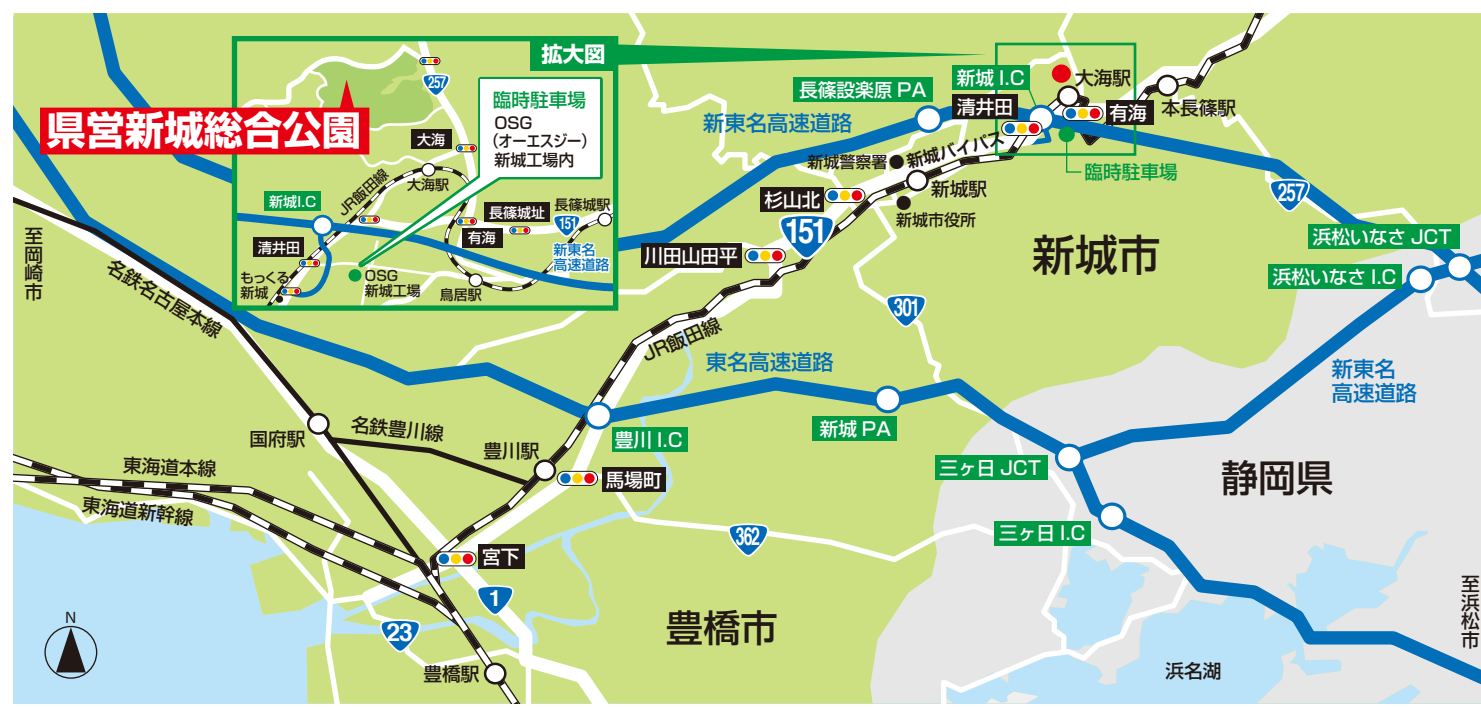 拡大図
県営新城総合公園
257
臨時駐車場
OSG
(オーエスジー)
新城工場内
大海
大海駅
JR飯田線
新城I.C
長篠城址
長篠城駅
151
有海
清井田
新東名
高速道路
もっくる
新城
OSG
新城工場
鳥居駅
新城 I.C
大海駅
長篠設楽原 PA
清井田
有海
本長篠駅
新東名高速道路
新城バイパス
新城警察署
臨時駐車場
新城駅
杉山北
新城市役所
257
151
新城市
浜松いなさ JCT
川田山田平
浜松いなさ I.C
至岡崎市
名鉄名古屋本線
301
JR飯田線
東名高速道路
新東名
高速道路
国府駅
名鉄豊川線
豊川駅
豊川 I.C
新城 PA
東海道本線
馬場町
三ヶ日 JCT
静岡県
東海道新幹線
362
三ヶ日 I.C
宮下
1
至浜松市
N
23
豊橋市
豊橋駅
浜名湖